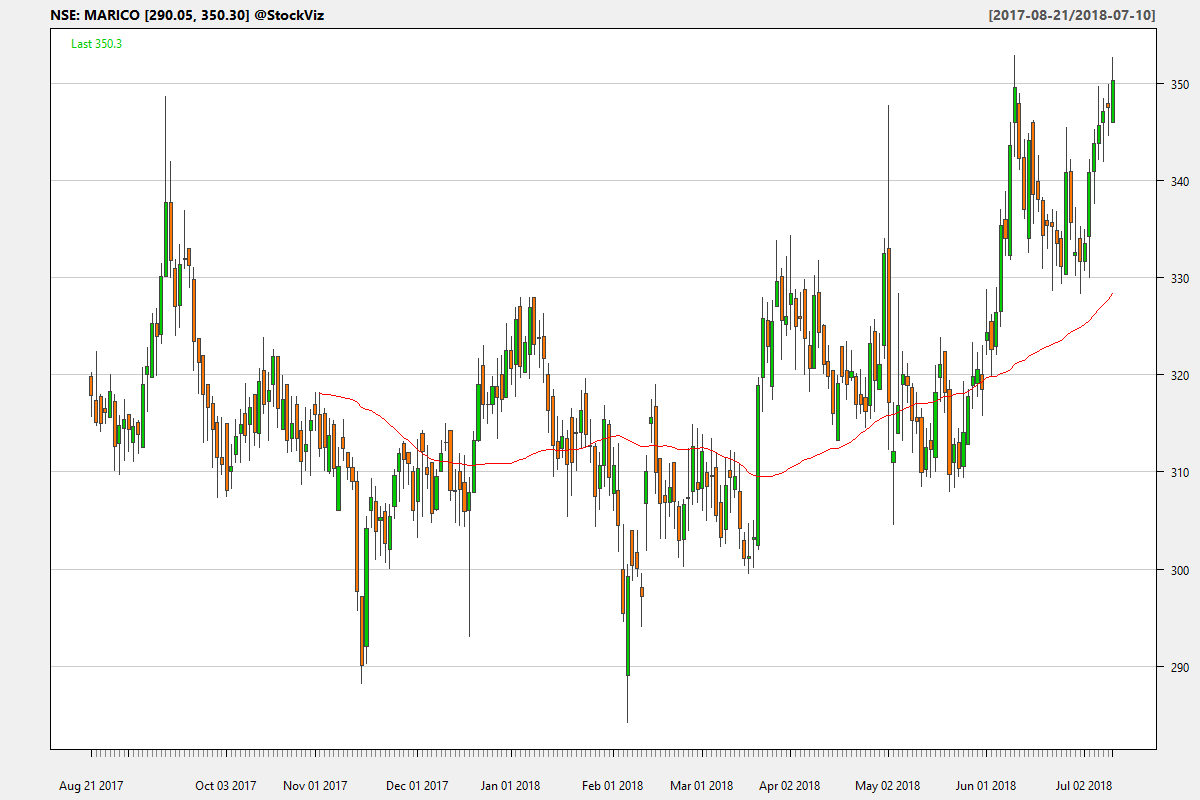 NSE: MARICO [290.05, 350.30] @StockViz
[2017-08-21/2018-07-10]
Last 350.3
350
340
330
320
310
300
290
Aug 21 2017
Oct 03 2017
Nov 01 2017
Dec 01 2017
Jan 01 2018
Feb 01 2018
Mar 01 2018
Apr 02 2018
May 02 2018
Jun 01 2018
Jul 02 2018